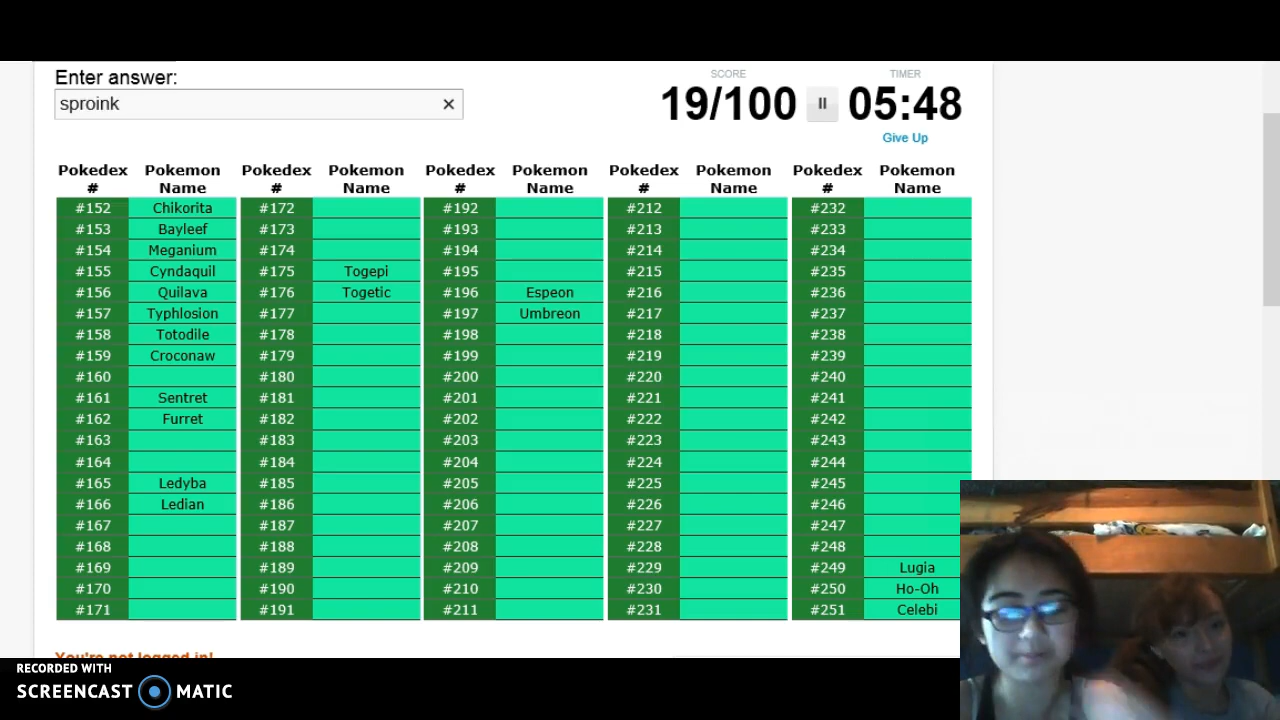 Enter answer:
sproink
×
SCORE
19/100
TIMER
05:48
Give Up
Pokedex # Pokemon Name Pokedex # Pokemon Name Pokedex # Pokemon Name Pokedex # Pokemon Name Pokedex # Pokemon Name
#152 Chikorita #172 #192 #212 #232
#153 Bayleef #173 #193 #213 #233
#154 Meganium #174 #194 #214 #234
#155 Cyndaquil #175 Togepi #195 #215 #235
#156 Quilava #176 Togetic #196 Espeon #216 #236
#157 Typhlosion #177 #197 Umbreon #217 #237
#158 Totodile #178 #198 #218 #238
#159 Croconaw #179 #199 #219 #239
#160 #180 #200 #220 #240
#161 Sentret #181 #201 #221 #241
#162 Furret #182 #202 #222 #242
#163 #183 #203 #223 #243
#164 #184 #204 #224 #244
#165 Ledyba #185 #205 #225 #245
#166 Ledian #186 #206 #226 #246
#167 #187 #207 #227 #247
#168 #188 #208 #228 #248
#169 #189 #209 #229 #249 Lugia
#170 #190 #210 #230 #250 Ho-Oh
#171 #191 #211 #231 #251 Celebi
You're not logged in!
RECORDED WITH
SCREENCAST MATIC